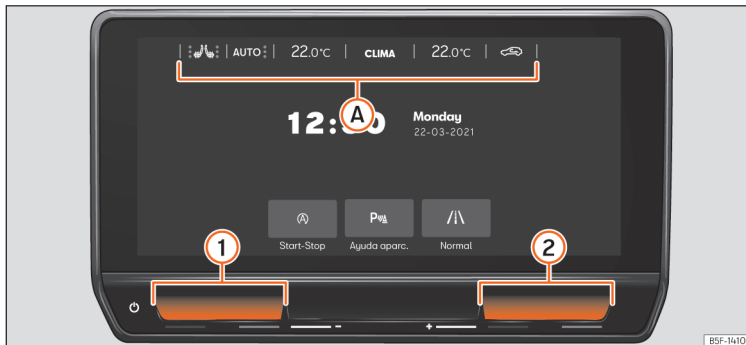 AUTO 22.0°C CLIMA 22.0°C
A
12: 0 Monday
22-03-2021
Start-Stop Ayuda aparc. Normal
1 2
B5F-1410